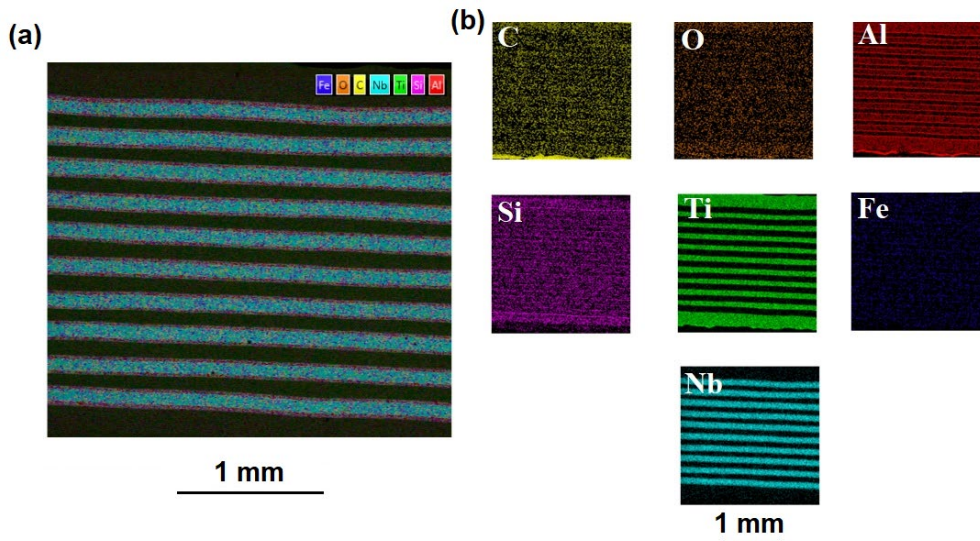 (a)
Fe O C Nb Ti Si Al
1 mm
(b)
C O Al
Si Ti Fe
Nb
1 mm